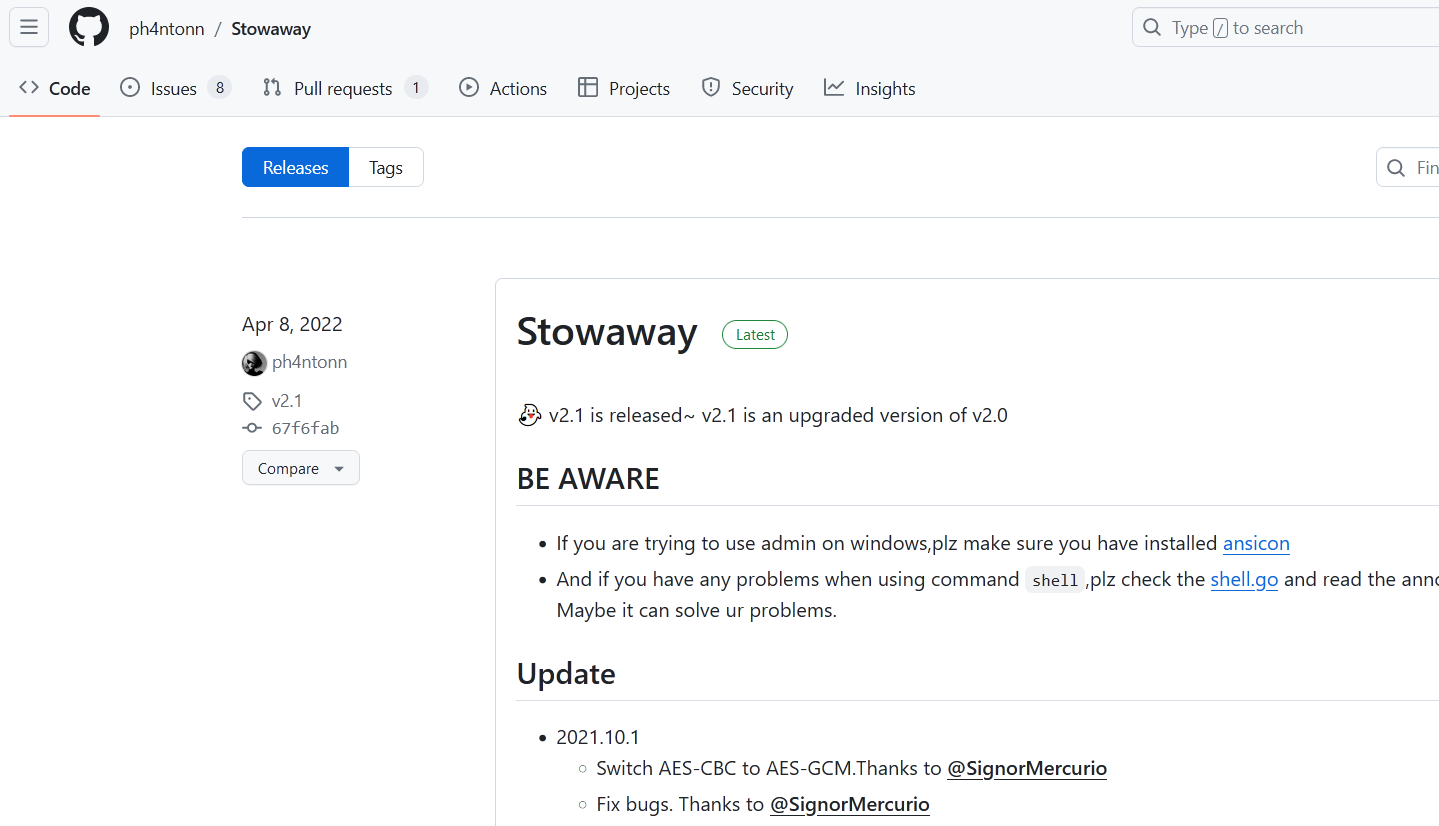 ph4ntonn / Stowaway
Type / to search
Code Issues 8 Pull requests 1 Actions Projects Security Insights
Releases Tags
Fin
Apr 8, 2022
ph4ntonn
v2.1
67f6fab
Compare
Stowaway Latest
v2.1 is released~ v2.1 is an upgraded version of v2.0
BE AWARE
If you are trying to use admin on windows,plz make sure you have installed ansicon
And if you have any problems when using command shell ,plz check the shell.go and read the anno
Maybe it can solve ur problems.
Update
2021.10.1
Switch AES-CBC to AES-GCM.Thanks to @SignorMercurio
Fix bugs. Thanks to @SignorMercurio